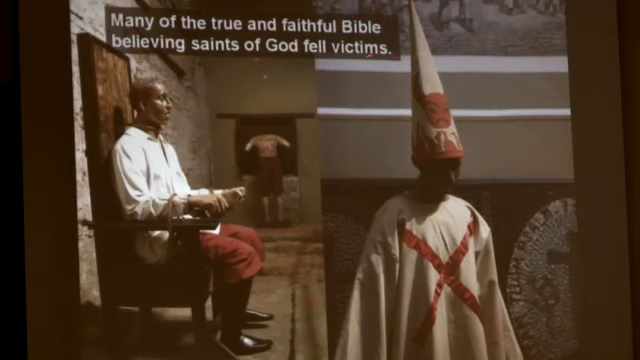 Many of the true and faithful Bible
believing saints of God fell victims.